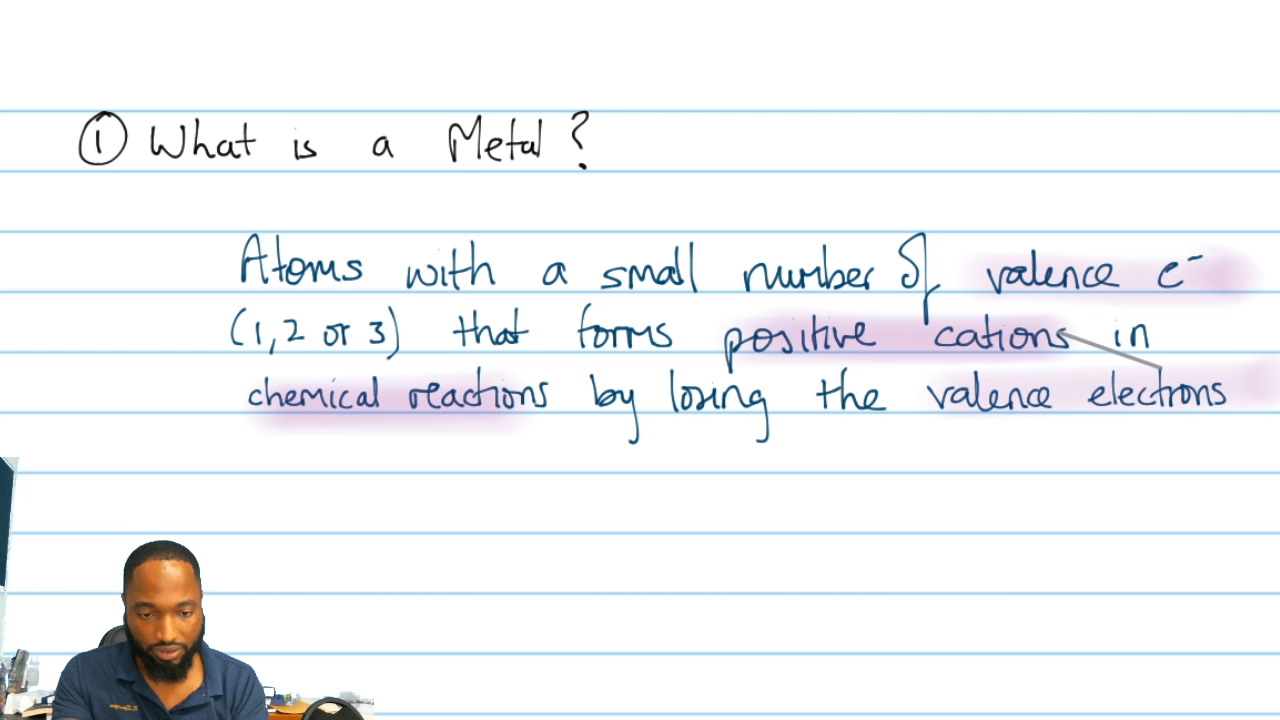 ① What is a Metal?
Atoms with a small number of valence e⁻
(1, 2 or 3) that forms positive cations in
chemical reactions by losing the valence electrons